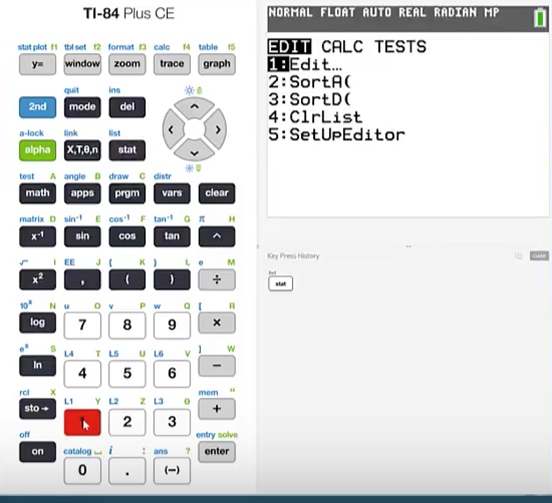 TI-84 Plus CE
NORMAL FLOAT AUTO REAL RADIAN MP
EDIT CALC TESTS
1:Edit…
2:SortA(
3:SortD(
4:ClrList
5:SetUpEditor
stat plot f1 tbl set f2 format f3 calc f4 table f5
y= window zoom trace graph
quit ins
2nd mode del
a-lock link list
alpha X,T,θ,n stat
test A angle B draw C distr
math apps prgm vars clear
matrix D sin⁻¹ E cos⁻¹ F tan⁻¹ G π H
x⁻¹ sin cos tan ^
√ I EE J { K } L e M
x² , ( ) ÷
10ˣ N u O v P w Q [ R
log 7 8 9 ×
eˣ S L4 T L5 U L6 V ] W
ln 4 5 6 −
rcl X L1 Y L2 Z L3 θ mem "
sto→ 2 3 +
off catalog i : ans ? entry solve
on 0 . (−) enter
Key Press History
CLEAR
list
stat